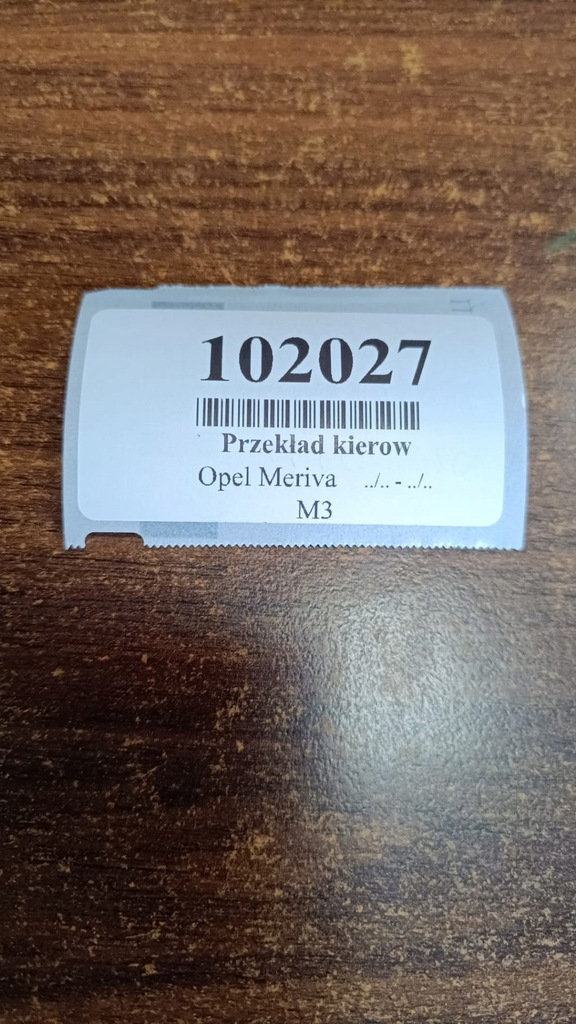 102027
Przekład kierow
Opel Meriva ../.. - ../..
M3